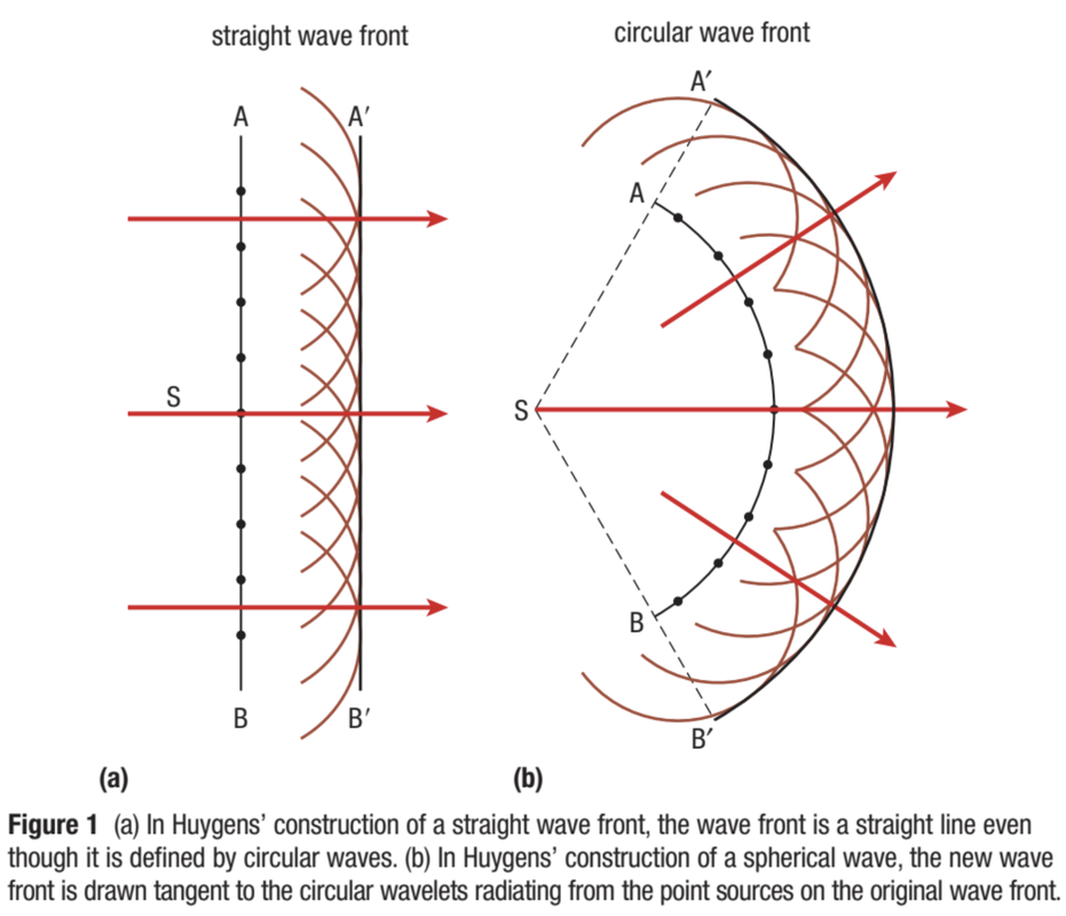 straight wave front
circular wave front
A
A′
S
B
B′
A′
A
S
B
B′
(a)
(b)
Figure 1 (a) In Huygens’ construction of a straight wave front, the wave front is a straight line even
though it is defined by circular waves. (b) In Huygens’ construction of a spherical wave, the new wave
front is drawn tangent to the circular wavelets radiating from the point sources on the original wave front.